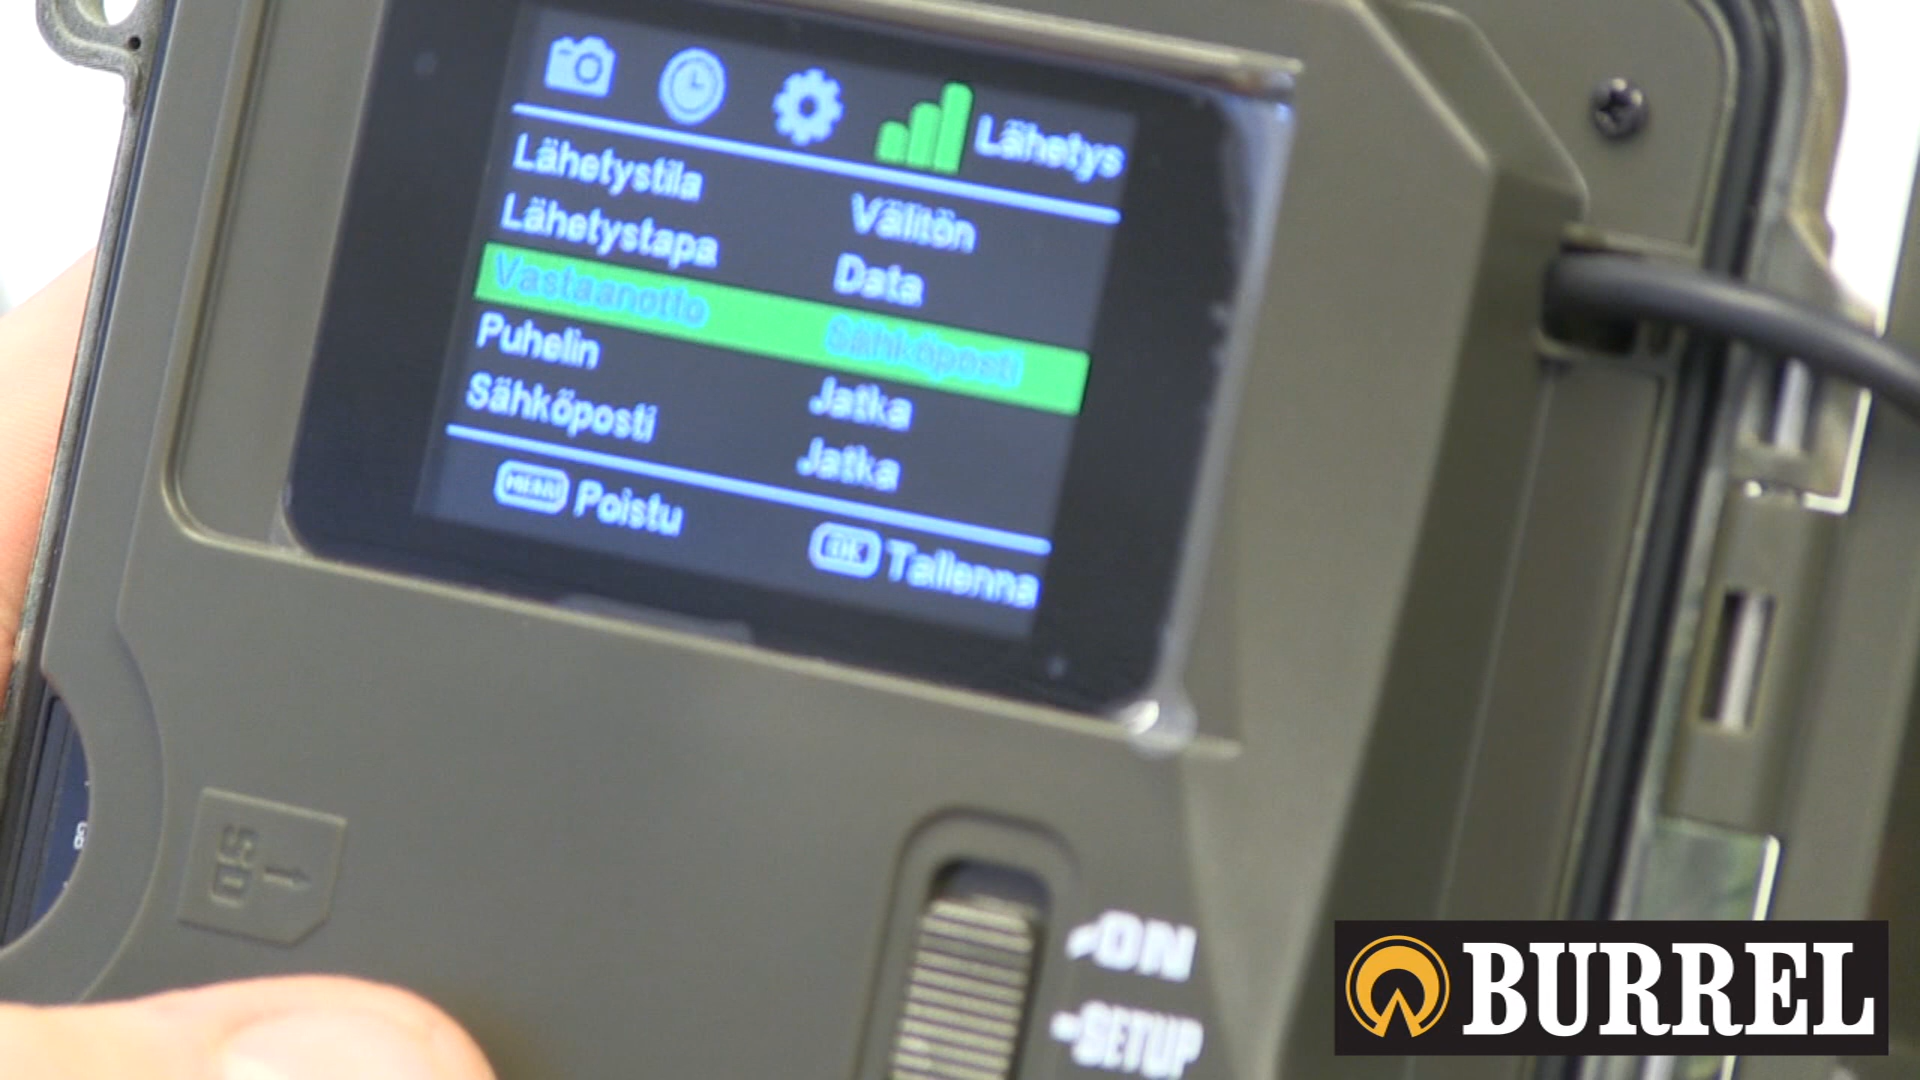 Lähetys
Lähetystila Välitön
Lähetystapa Data
Vastaanotto Sähköposti
Puhelin Jatka
Sähköposti Jatka
MENU Poistu
OK Tallenna
SD
ON
SETUP
BURREL